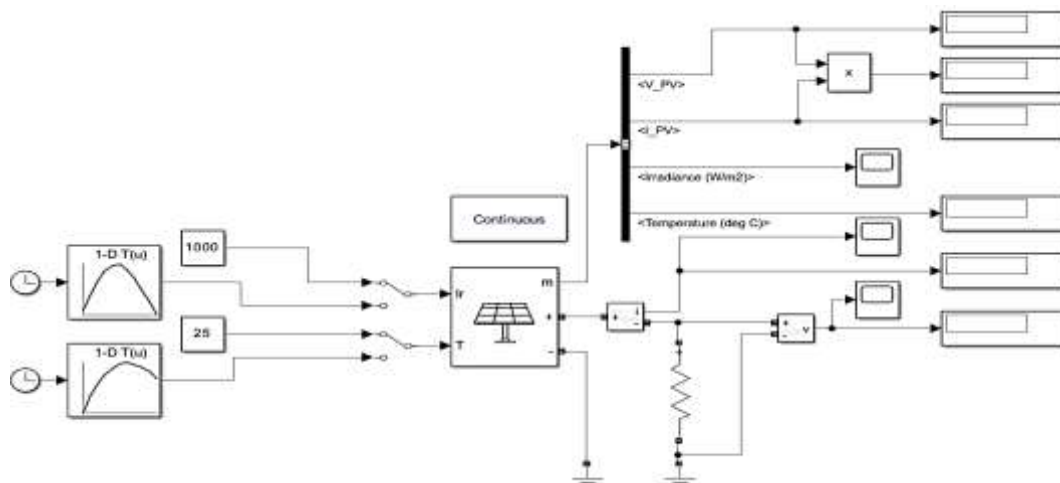 x
<V_PV>
<i_PV>
<Irradiance (W/m2)>
<Temperature (deg C)>
Continuous
1-D T(u)
1000
Ir
m
+
+
i
-
+
-
v
25
T
-
+
1-D T(u)